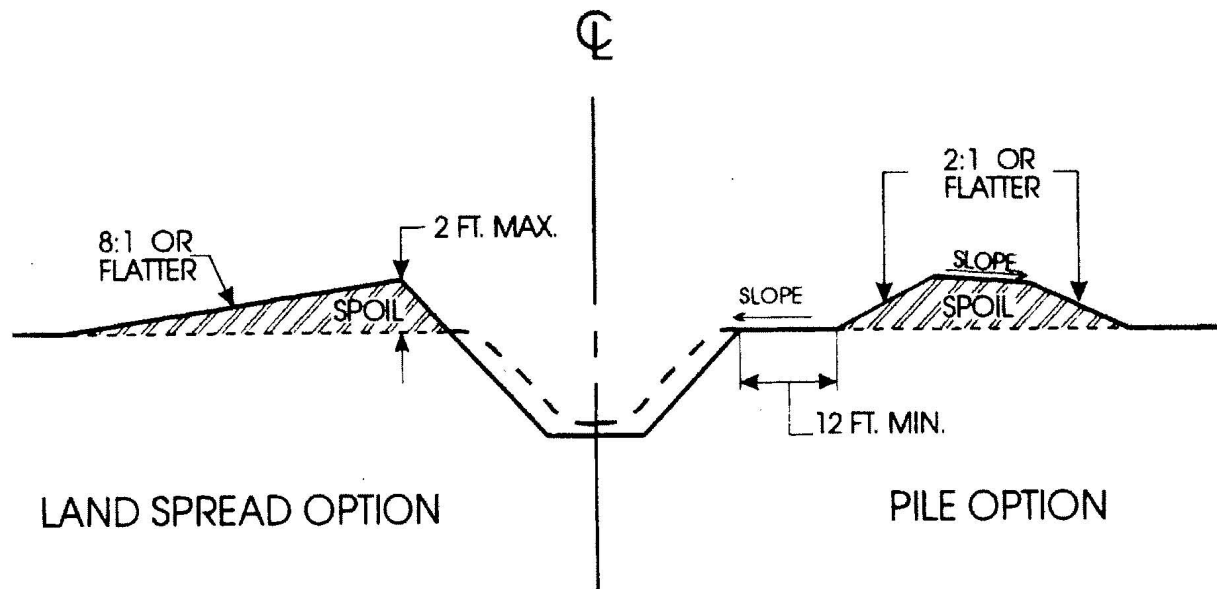 ℄
8:1 OR
FLATTER
2 FT. MAX.
SPOIL
2:1 OR
FLATTER
SLOPE
SLOPE
SPOIL
12 FT. MIN.
LAND SPREAD OPTION
PILE OPTION